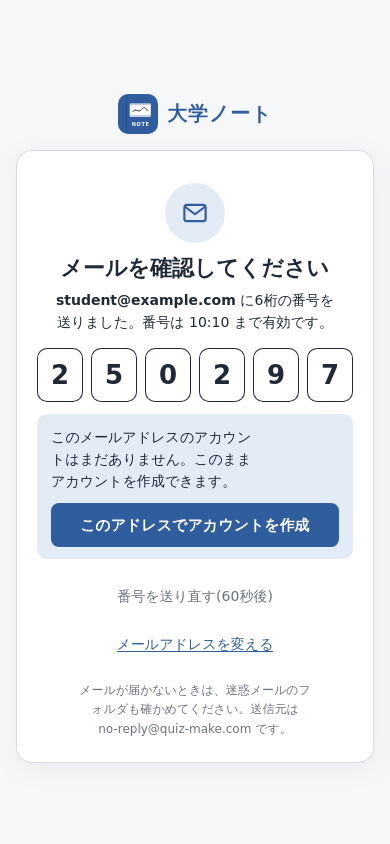 NOTE
大学ノート
メールを確認してください
student@example.com に6桁の番号を
送りました。番号は 10:10 まで有効です。
2 5 0 2 9 7
このメールアドレスのアカウン
トはまだありません。このまま
アカウントを作成できます。
このアドレスでアカウントを作成
番号を送り直す(60秒後)
メールアドレスを変える
メールが届かないときは、迷惑メールのフ
ォルダも確かめてください。送信元は
no-reply@quiz-make.com です。